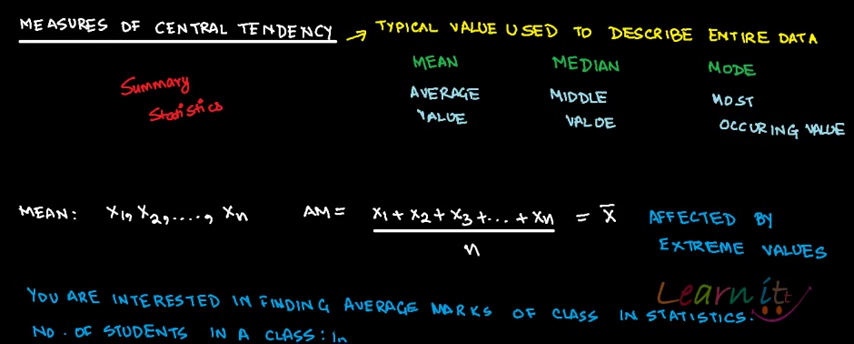 MEASURES OF CENTRAL TENDENCY → TYPICAL VALUE USED TO DESCRIBE ENTIRE DATA
MEAN MEDIAN MODE
Summary Statistics
AVERAGE VALUE
MIDDLE VALUE
MOST OCCURING VALUE
MEAN: x₁, x₂, ...., xₙ AM = (x₁ + x₂ + x₃ + ... + xₙ) / n = x̄
AFFECTED BY
EXTREME VALUES
YOU ARE INTERESTED IN FINDING AVERAGE MARKS OF CLASS IN STATISTICS.
Learnitt
NO. OF STUDENTS IN A CLASS: